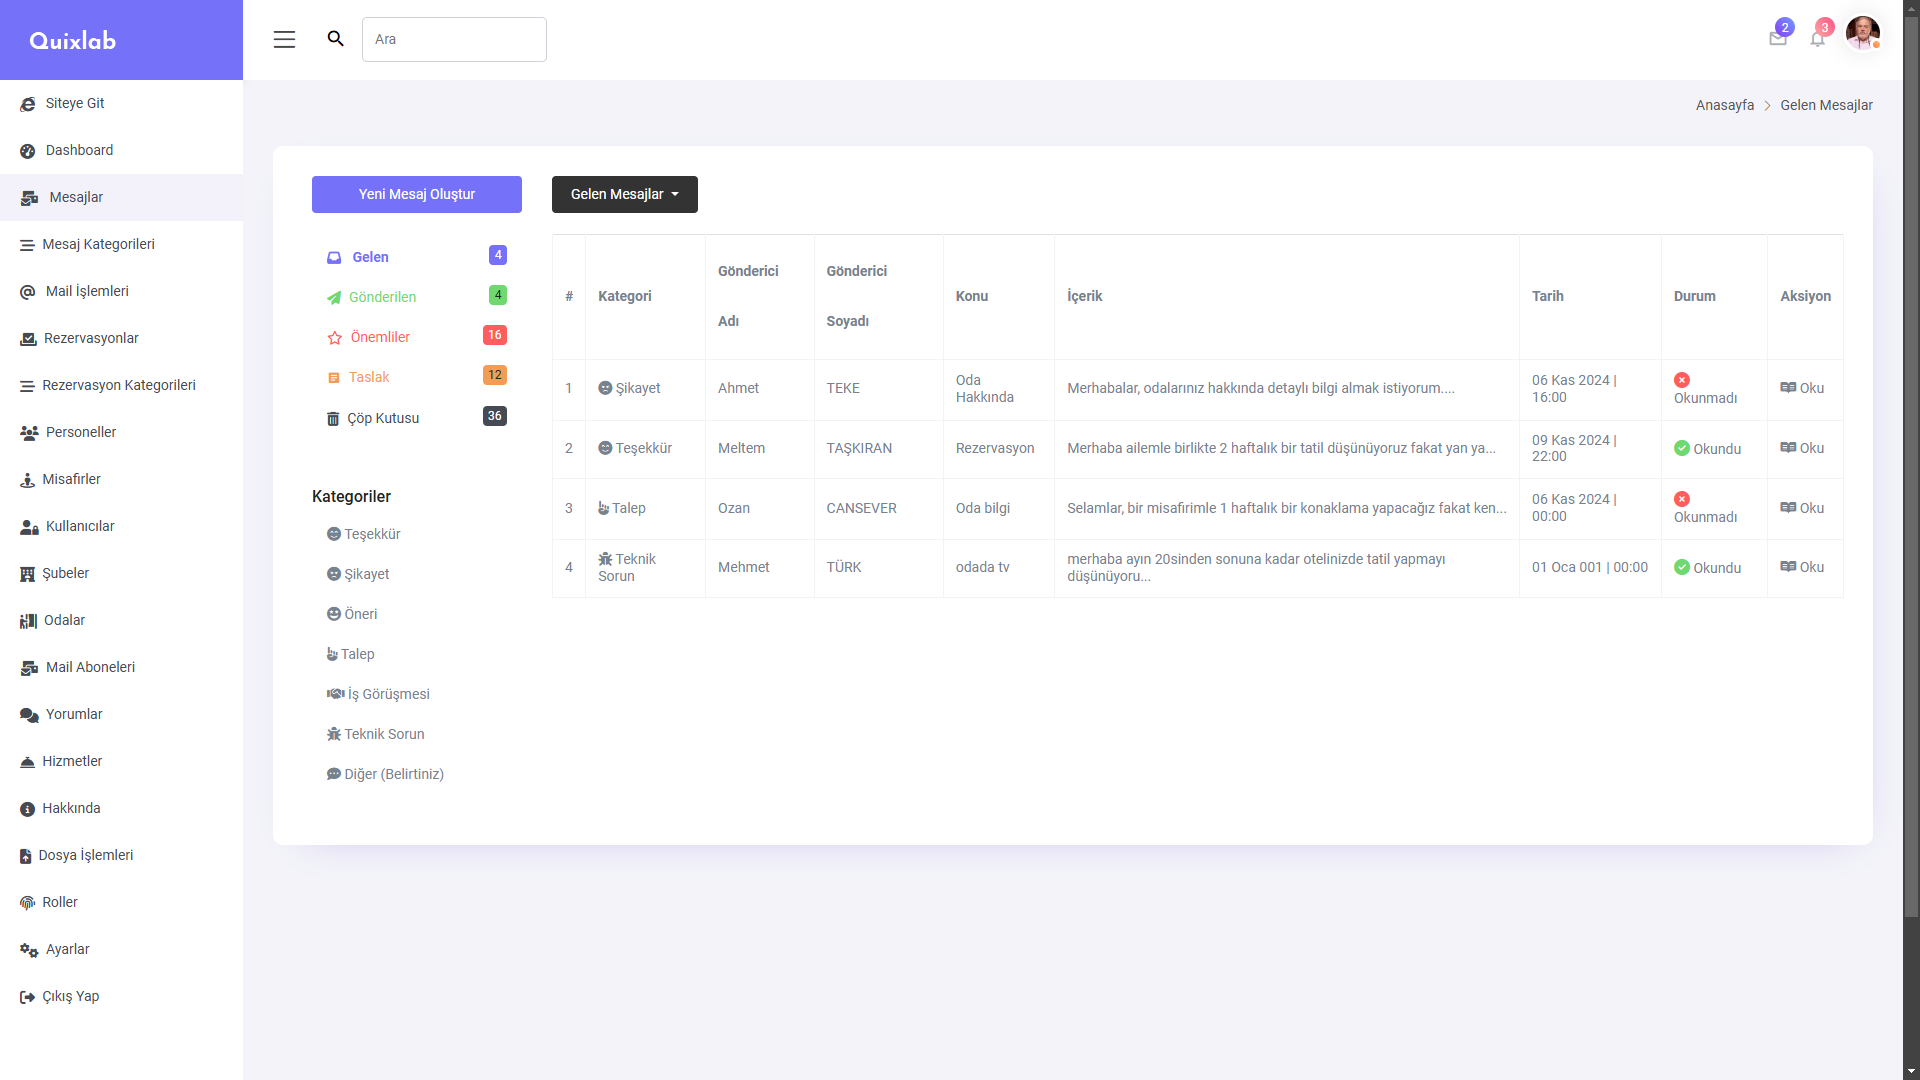 Quixlab
Ara
2
3
Siteye Git
Dashboard
Mesajlar
Mesaj Kategorileri
Mail İşlemleri
Rezervasyonlar
Rezervasyon Kategorileri
Personeller
Misafirler
Kullanıcılar
Şubeler
Odalar
Mail Aboneleri
Yorumlar
Hizmetler
Hakkında
Dosya İşlemleri
Roller
Ayarlar
Çıkış Yap
Anasayfa > Gelen Mesajlar
Yeni Mesaj Oluştur
Gelen 4
Gönderilen 4
Önemliler 16
Taslak 12
Çöp Kutusu 36
Kategoriler
Teşekkür
Şikayet
Öneri
Talep
İş Görüşmesi
Teknik Sorun
Diğer (Belirtiniz)
Gelen Mesajlar
# Kategori Gönderici Adı Gönderici Soyadı Konu İçerik Tarih Durum Aksiyon
1 Şikayet Ahmet TEKE Oda Hakkında Merhabalar, odalarınız hakkında detaylı bilgi almak istiyorum.... 06 Kas 2024 | 16:00 Okunmadı Oku
2 Teşekkür Meltem TAŞKIRAN Rezervasyon Merhaba ailemle birlikte 2 haftalık bir tatil düşünüyoruz fakat yan ya... 09 Kas 2024 | 22:00 Okundu Oku
3 Talep Ozan CANSEVER Oda bilgi Selamlar, bir misafirimle 1 haftalık bir konaklama yapacağız fakat ken... 06 Kas 2024 | 00:00 Okunmadı Oku
4 Teknik Sorun Mehmet TÜRK odada tv merhaba ayın 20sinden sonuna kadar otelinizde tatil yapmayı düşünüyoru... 01 Oca 001 | 00:00 Okundu Oku